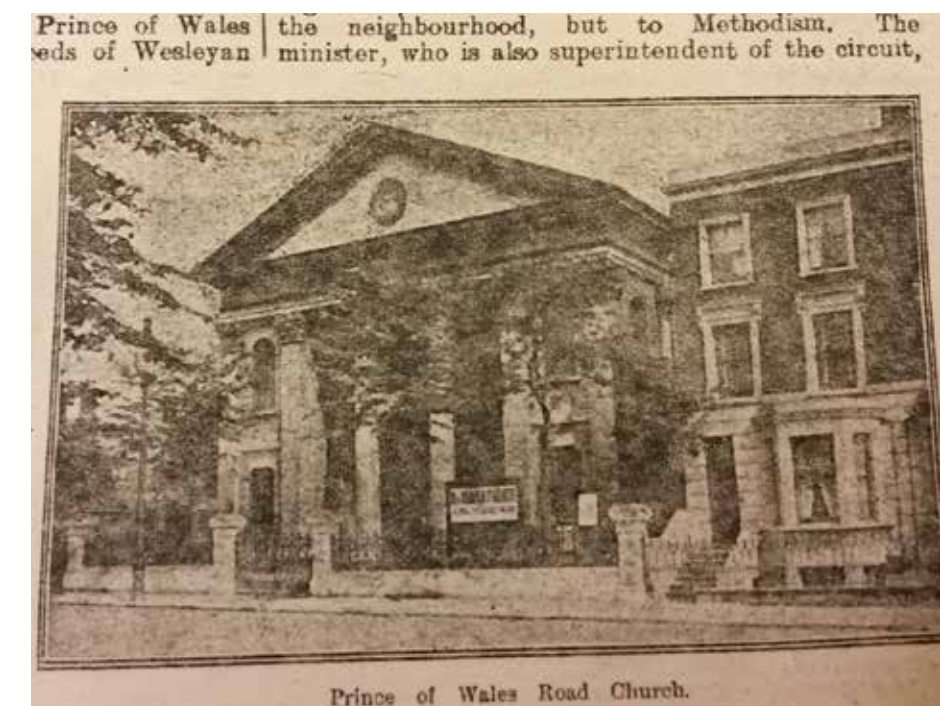 Prince of Wales
eds of Wesleyan
the neighbourhood, but to Methodism. The
minister, who is also superintendent of the circuit,
Prince of Wales Road Church.